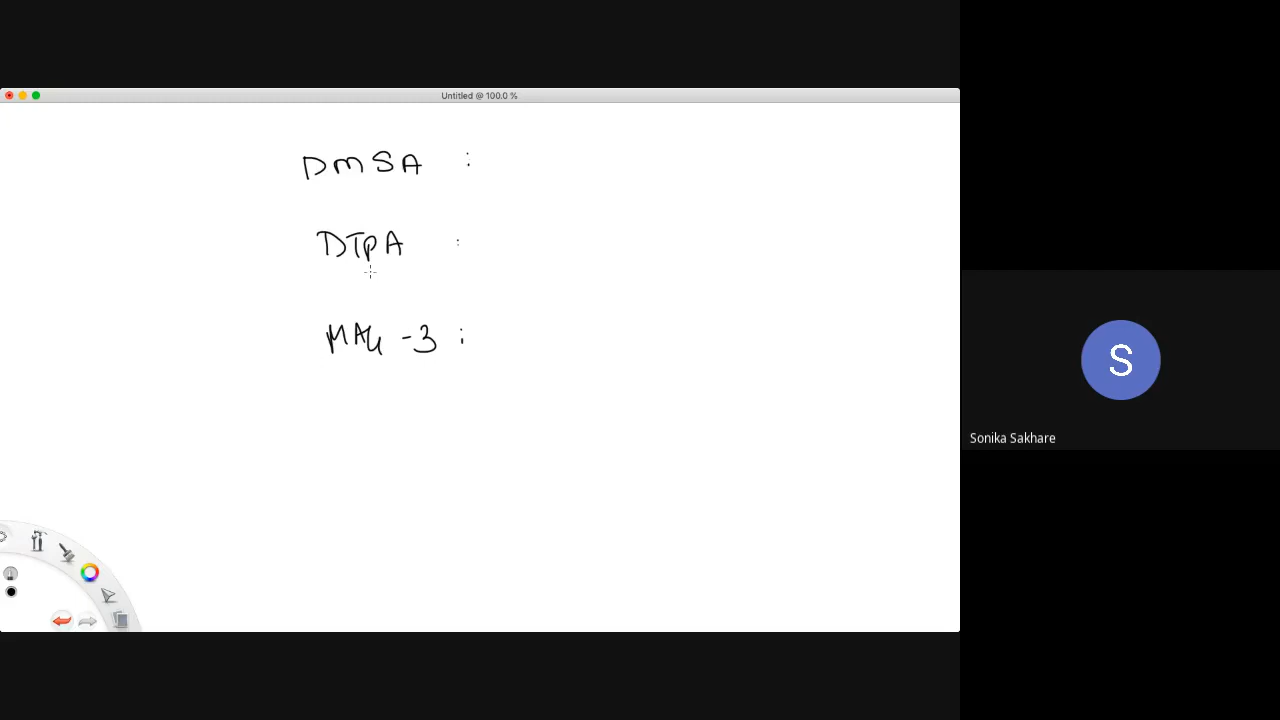 Untitled @ 100.0 %
DMSA :
DTPA :
MAG -3 :
S
Sonika Sakhare